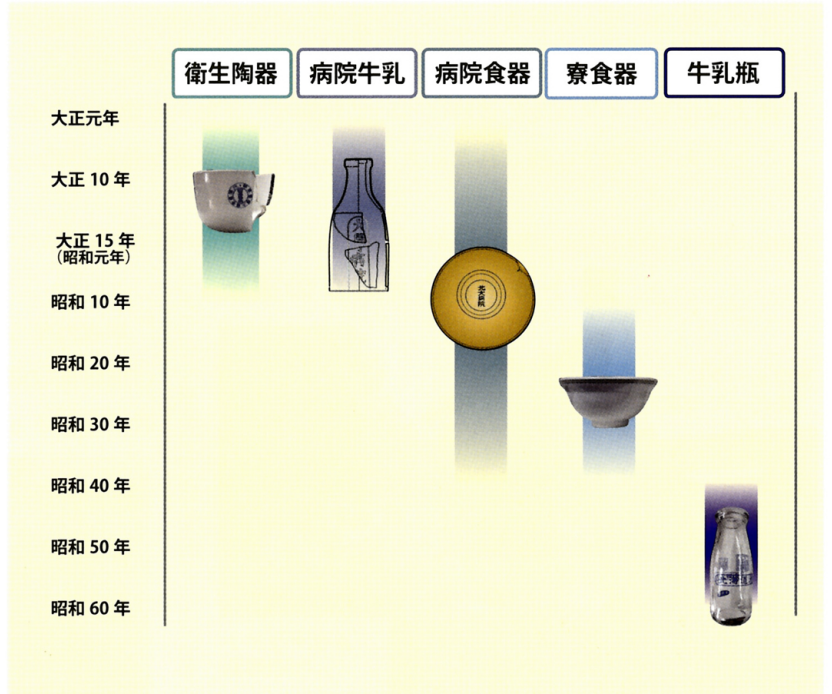 衛生陶器
病院牛乳
病院食器
寮食器
牛乳瓶
大正元年
大正 10 年
大正 15 年
（昭和元年）
昭和 10 年
昭和 20 年
昭和 30 年
昭和 40 年
昭和 50 年
昭和 60 年